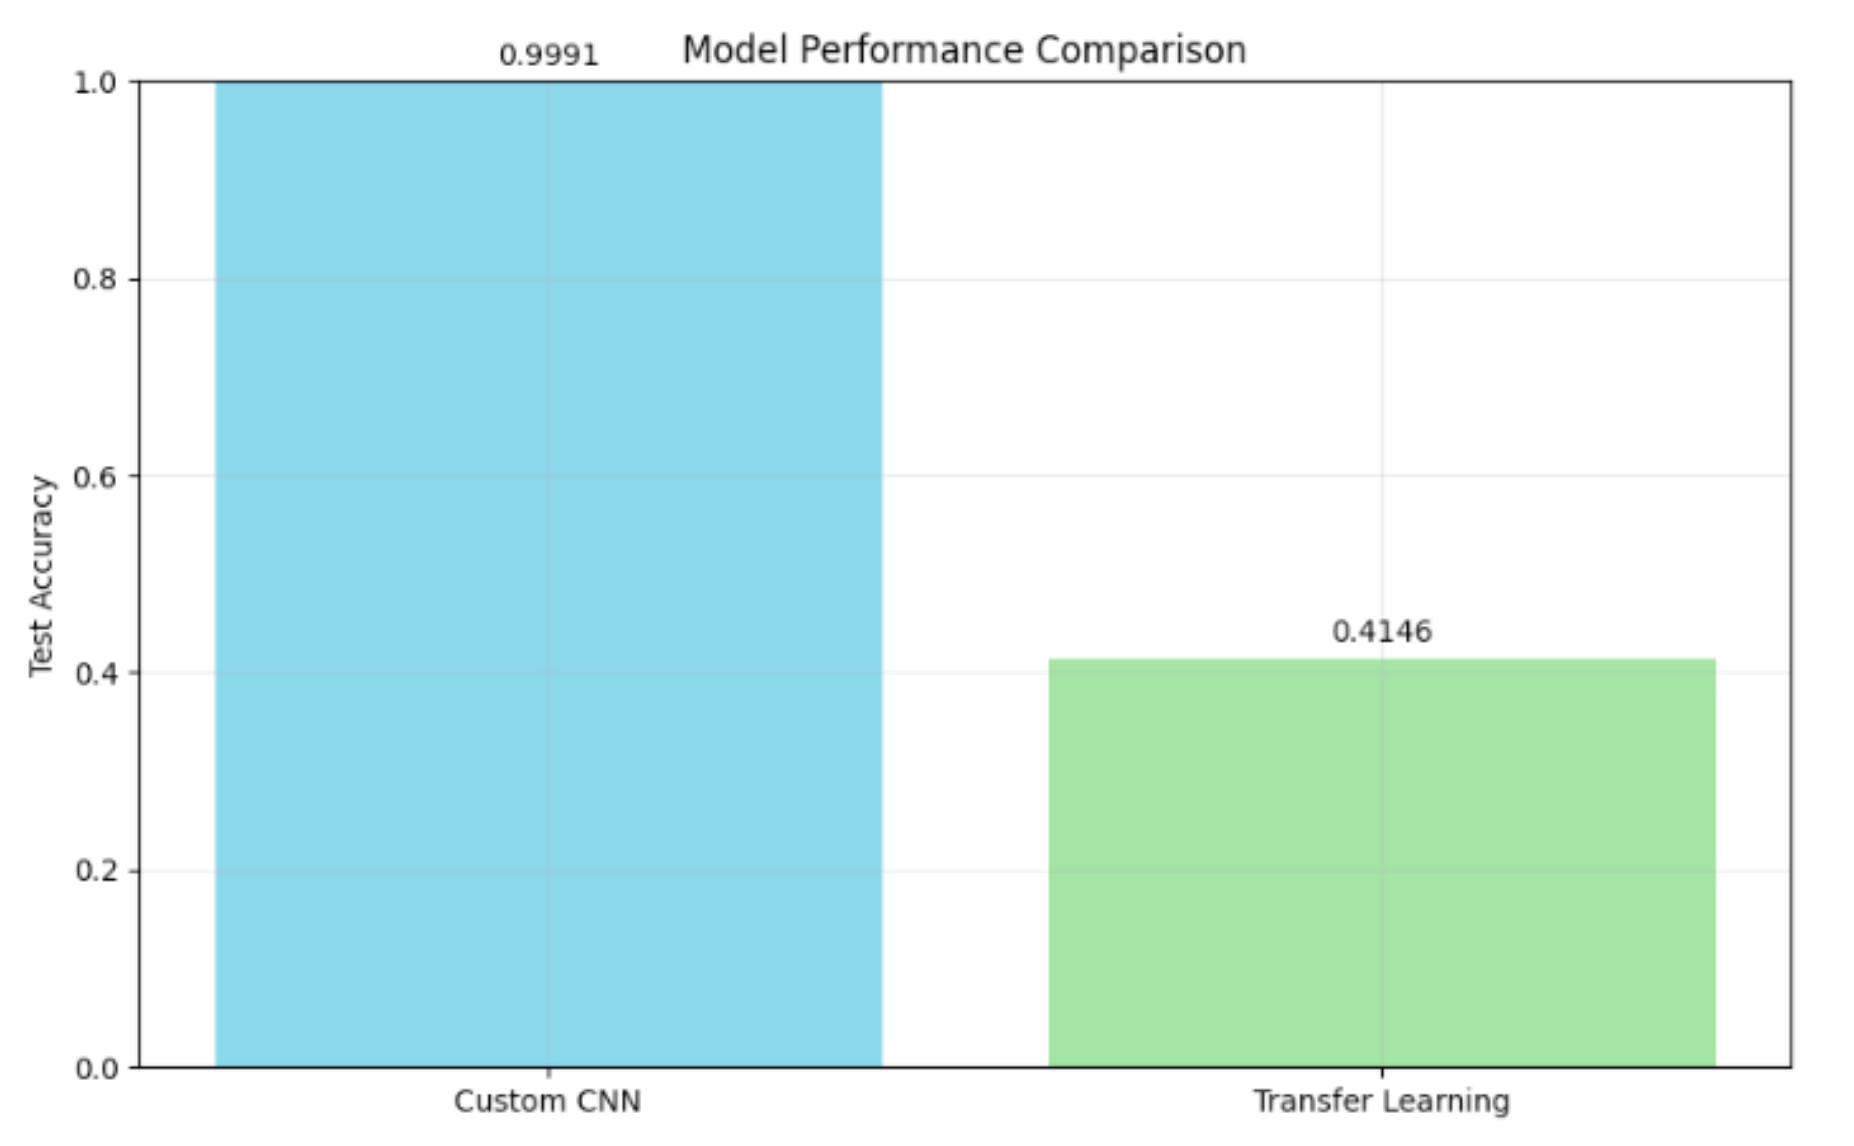 Model Performance Comparison
0.9991
1.0
0.8
0.6
0.4
0.2
0.0
Test Accuracy
0.4146
Custom CNN
Transfer Learning